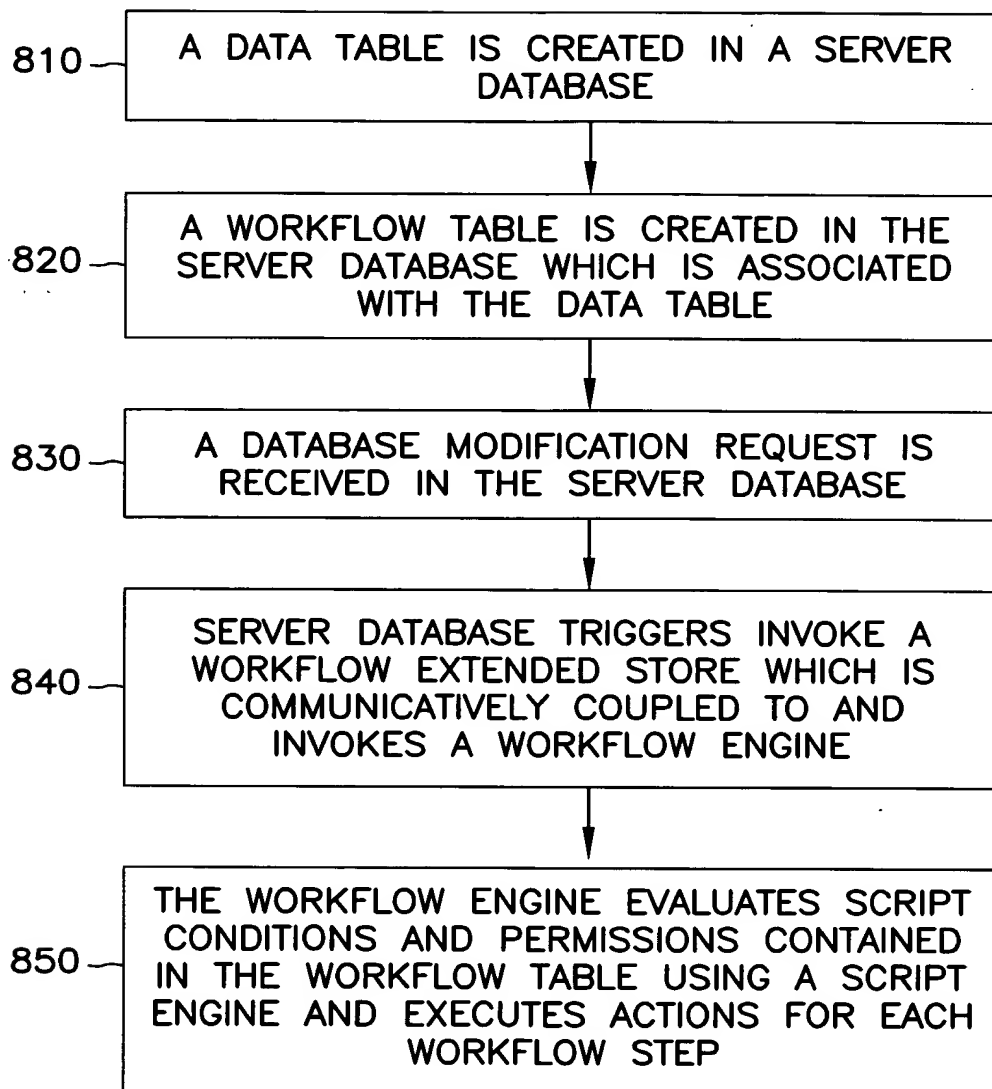 810
A DATA TABLE IS CREATED IN A SERVER
DATABASE
820
A WORKFLOW TABLE IS CREATED IN THE
SERVER DATABASE WHICH IS ASSOCIATED
WITH THE DATA TABLE
830
A DATABASE MODIFICATION REQUEST IS
RECEIVED IN THE SERVER DATABASE
840
SERVER DATABASE TRIGGERS INVOKE A
WORKFLOW EXTENDED STORE WHICH IS
COMMUNICATIVELY COUPLED TO AND
INVOKES A WORKFLOW ENGINE
850
THE WORKFLOW ENGINE EVALUATES SCRIPT
CONDITIONS AND PERMISSIONS CONTAINED
IN THE WORKFLOW TABLE USING A SCRIPT
ENGINE AND EXECUTES ACTIONS FOR EACH
WORKFLOW STEP